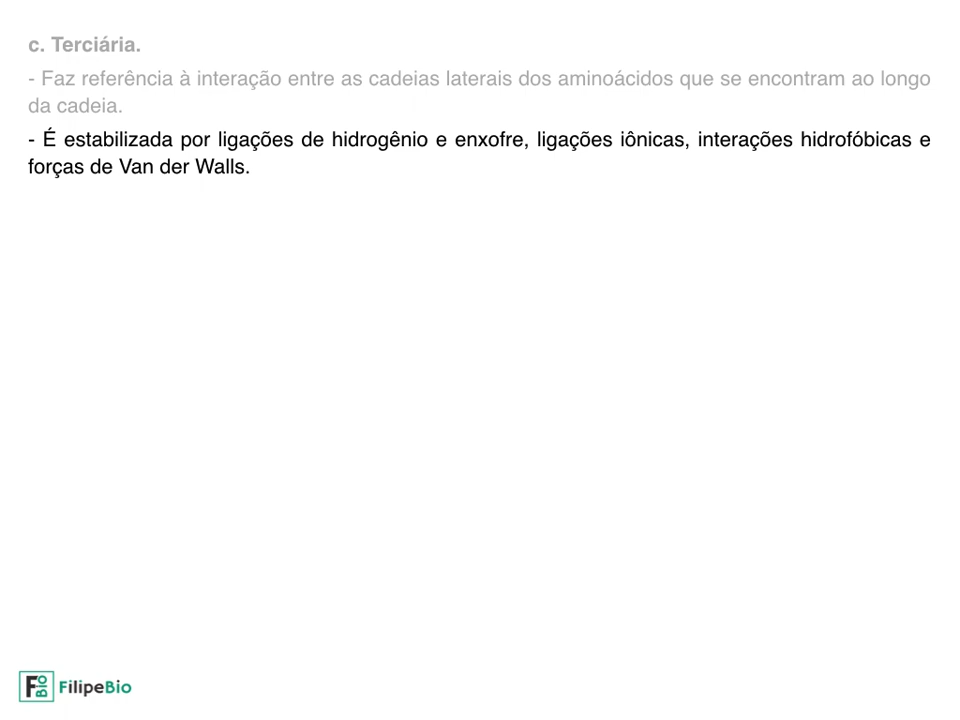 c. Terciária.
- Faz referência à interação entre as cadeias laterais dos aminoácidos que se encontram ao longo
da cadeia.
- É estabilizada por ligações de hidrogênio e enxofre, ligações iônicas, interações hidrofóbicas e
forças de Van der Walls.
F BIO FilipeBio